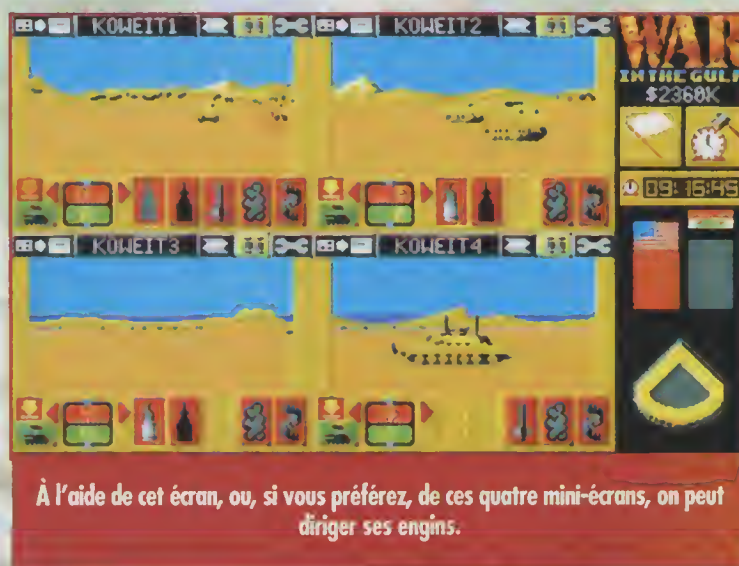 KOWEIT1
KOWEIT2
WAR
IN THE GULF
$2360K
09:15:45
KOWEIT3
KOWEIT4
À l'aide de cet écran, ou, si vous préférez, de ces quatre mini-écrans, on peut
diriger ses engins.